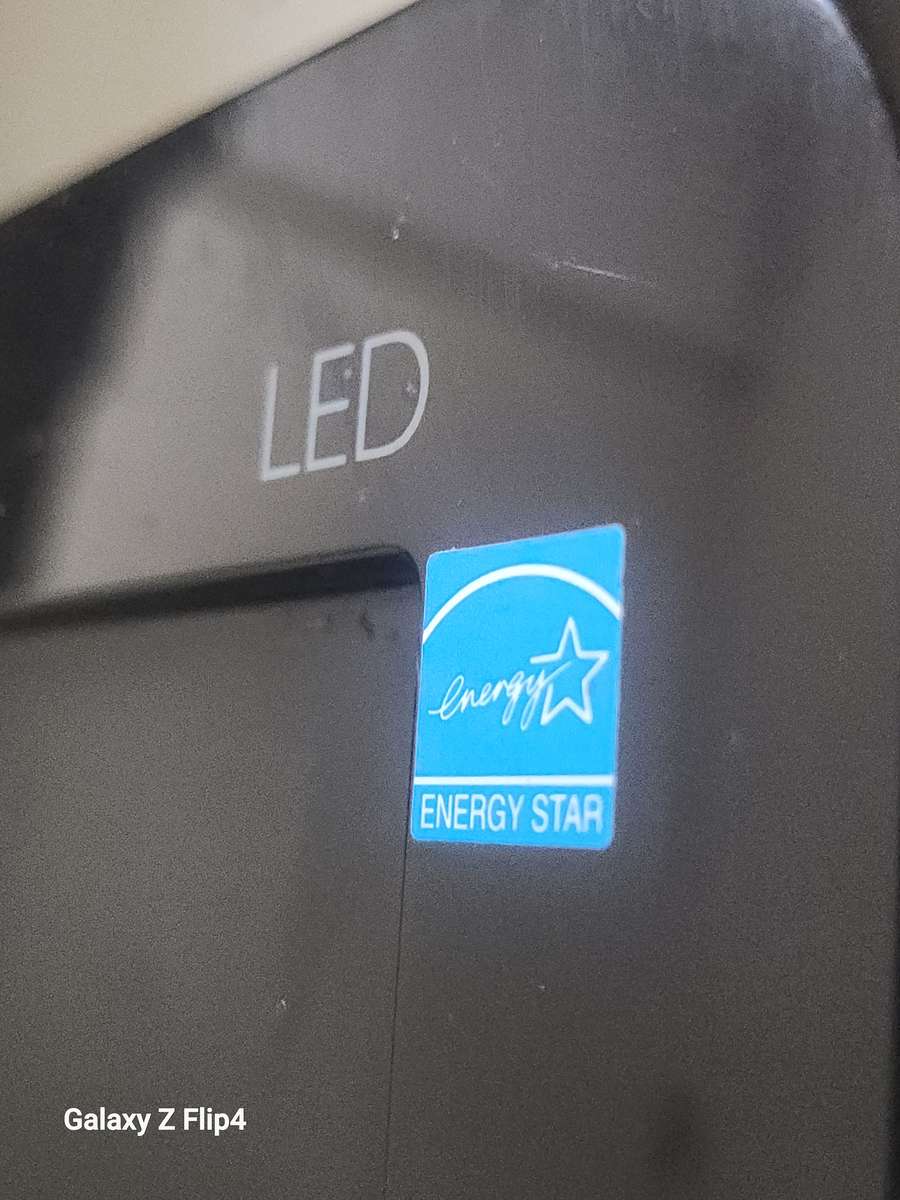 LED
energy
ENERGY STAR
Galaxy Z Flip4